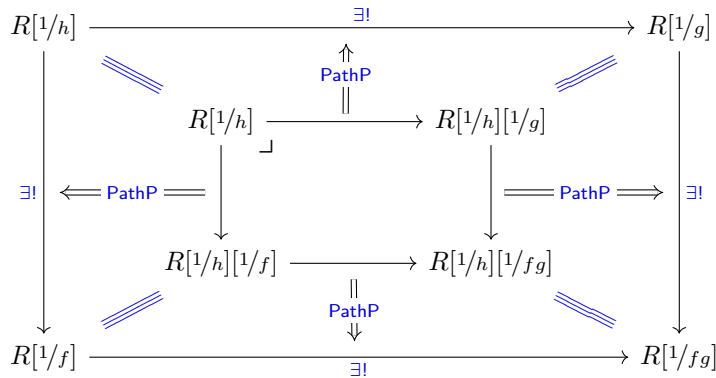 R[1/h] ∃! R[1/g]
PathP
R[1/h] R[1/h][1/g]
∃! PathP PathP ∃!
R[1/h][1/f] R[1/h][1/fg]
PathP
R[1/f] ∃! R[1/fg]